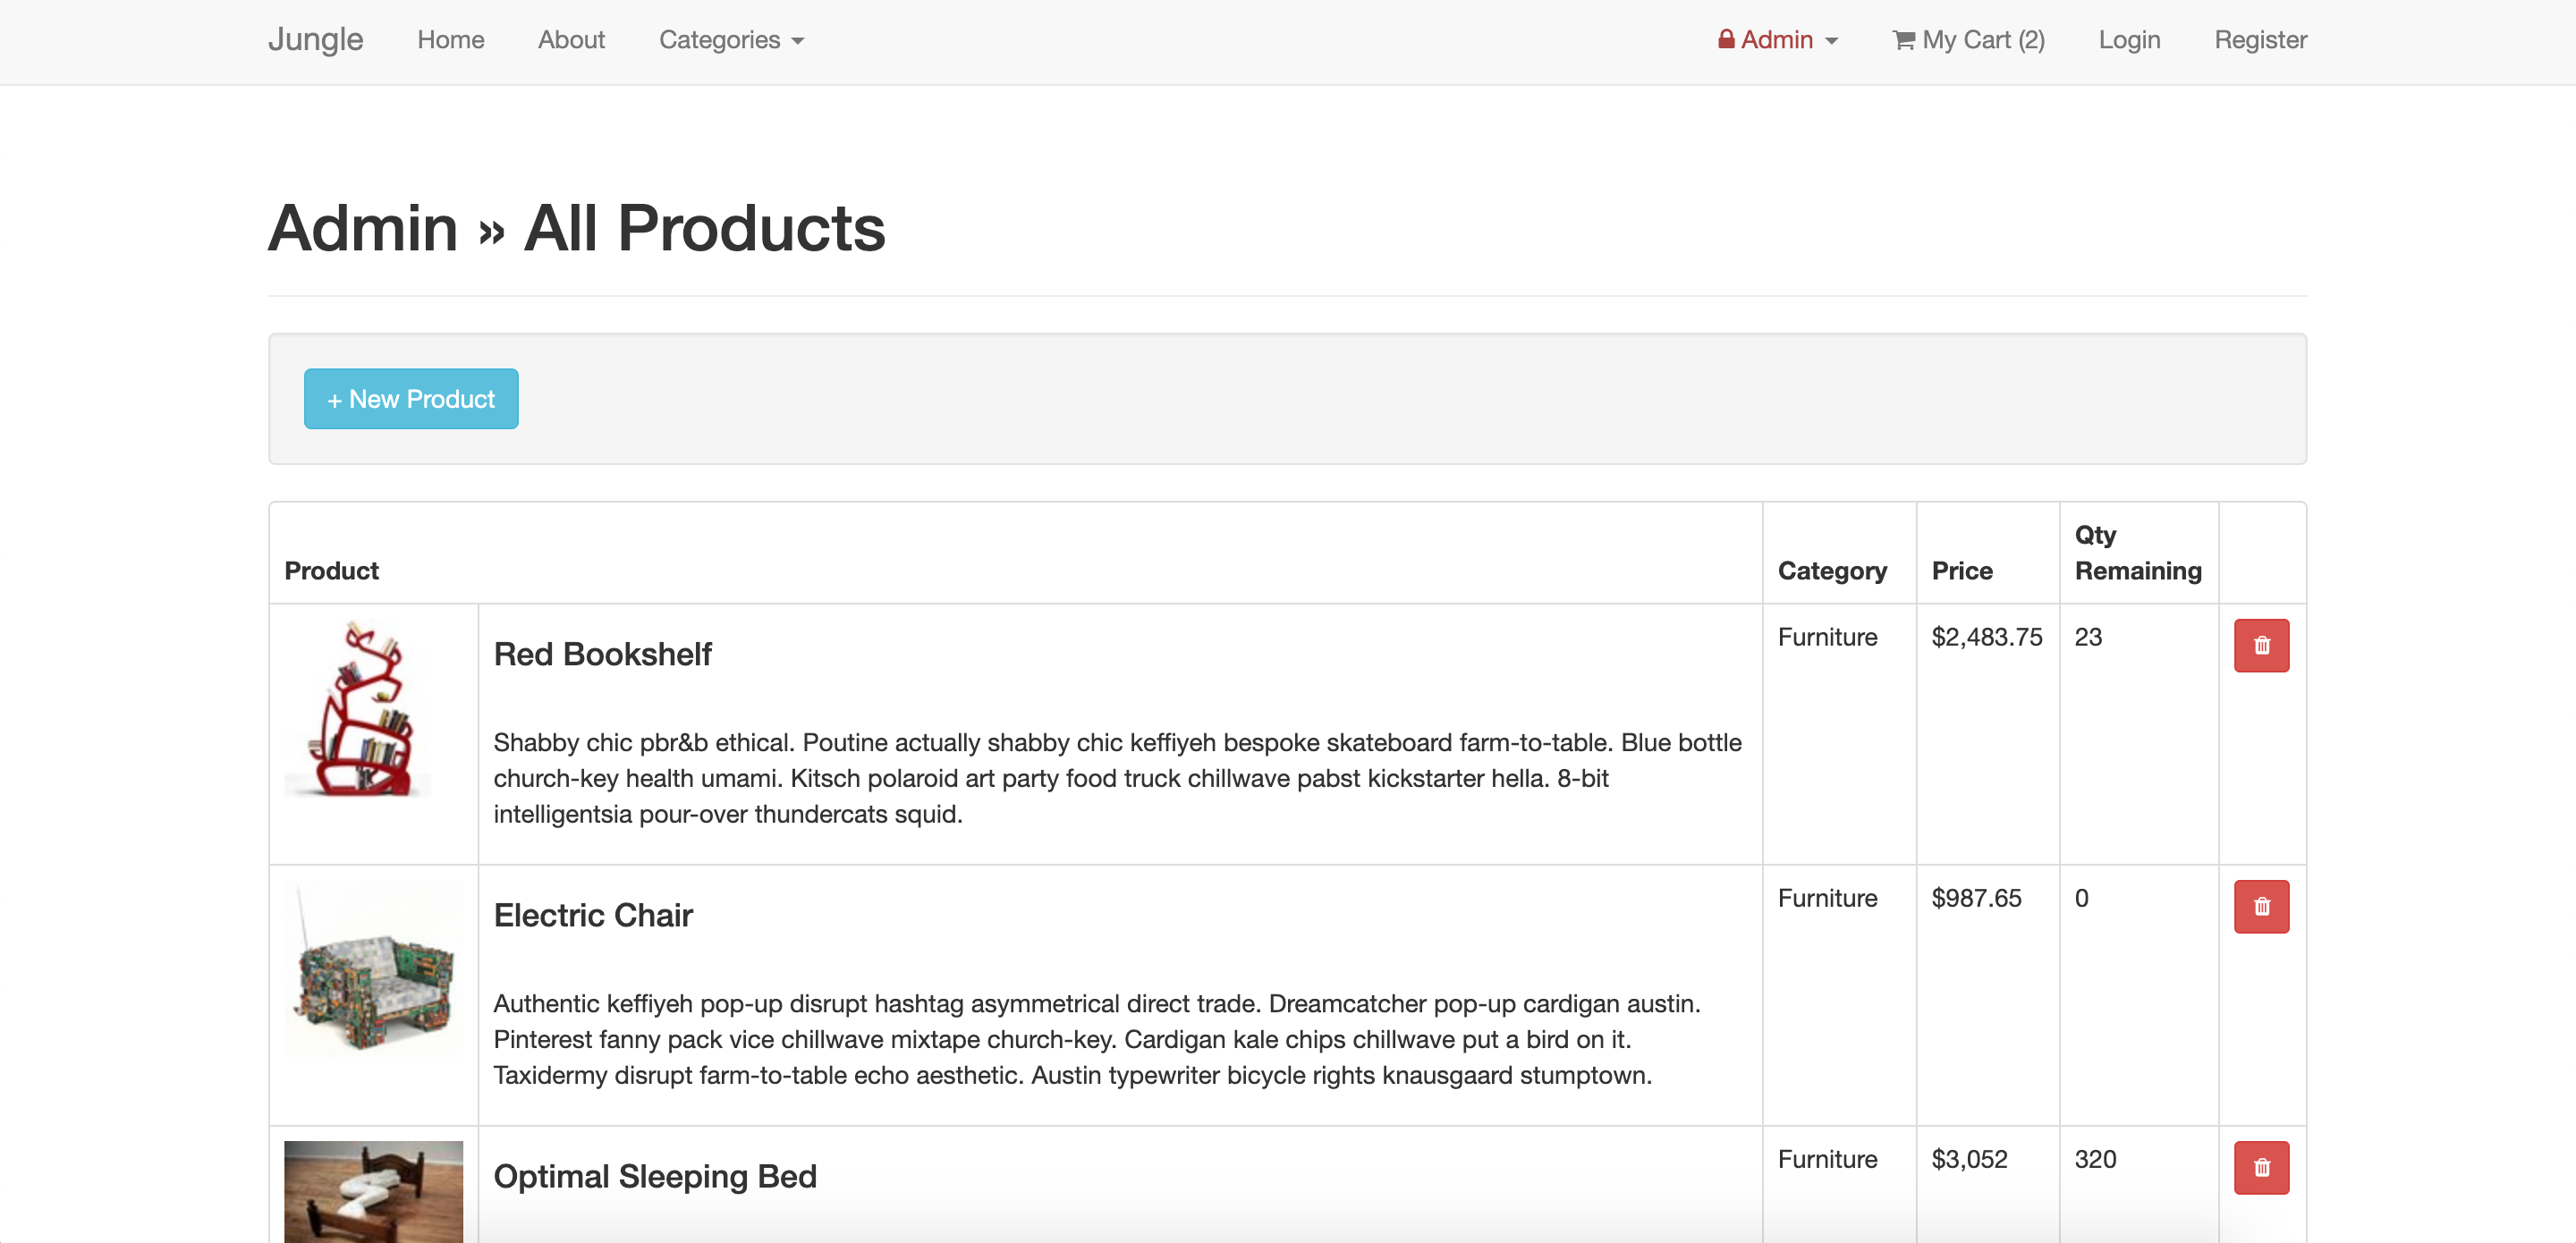 Jungle Home About Categories Admin My Cart (2) Login Register
Admin » All Products
+ New Product
Product Category Price Qty Remaining
Red Bookshelf Furniture $2,483.75 23
Shabby chic pbr&b ethical. Poutine actually shabby chic keffiyeh bespoke skateboard farm-to-table. Blue bottle
church-key health umami. Kitsch polaroid art party food truck chillwave pabst kickstarter hella. 8-bit
intelligentsia pour-over thundercats squid.
Electric Chair Furniture $987.65 0
Authentic keffiyeh pop-up disrupt hashtag asymmetrical direct trade. Dreamcatcher pop-up cardigan austin.
Pinterest fanny pack vice chillwave mixtape church-key. Cardigan kale chips chillwave put a bird on it.
Taxidermy disrupt farm-to-table echo aesthetic. Austin typewriter bicycle rights knausgaard stumptown.
Optimal Sleeping Bed Furniture $3,052 320